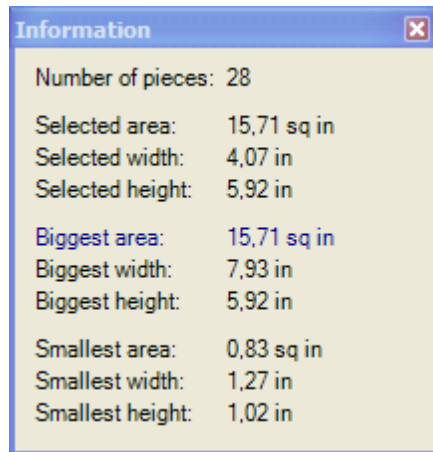 Information
Number of pieces: 28
Selected area: 15,71 sq in
Selected width: 4,07 in
Selected height: 5,92 in
Biggest area: 15,71 sq in
Biggest width: 7,93 in
Biggest height: 5,92 in
Smallest area: 0,83 sq in
Smallest width: 1,27 in
Smallest height: 1,02 in